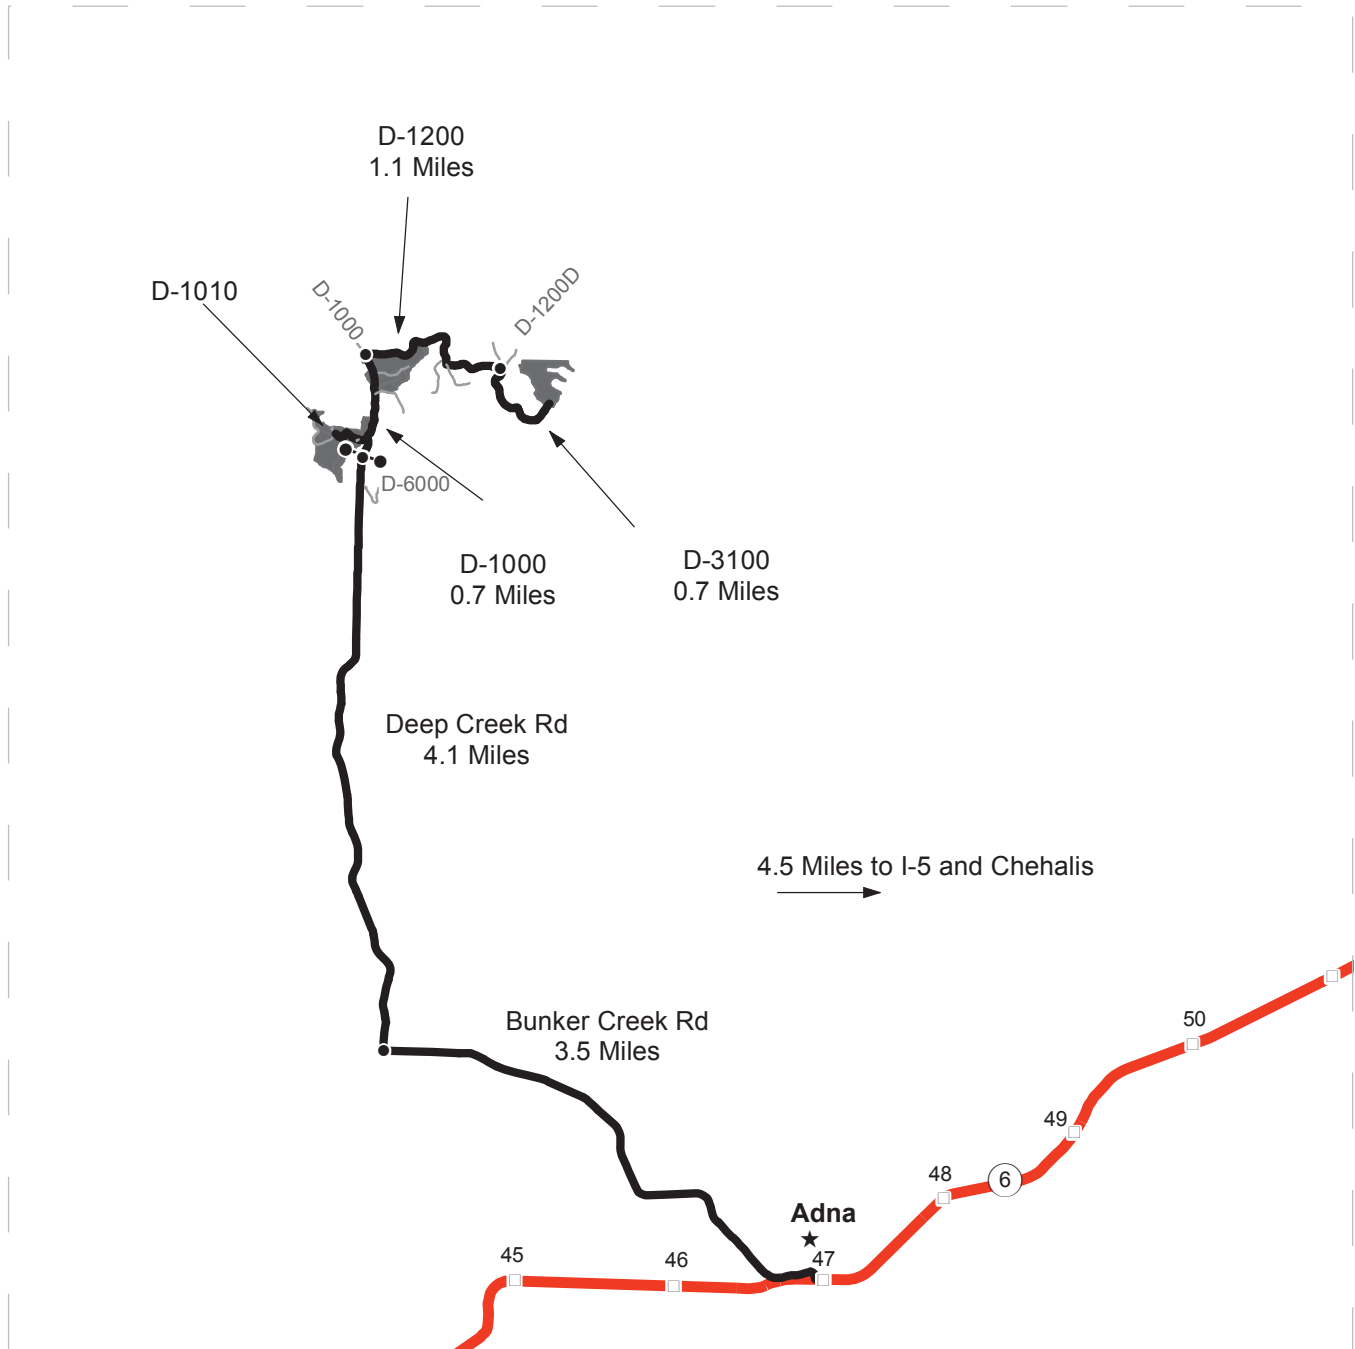 D-1200
1.1 Miles
D-1010
D-1000
D-1200D
D-6000
D-1000
0.7 Miles
D-3100
0.7 Miles
Deep Creek Rd
4.1 Miles
4.5 Miles to I-5 and Chehalis
Bunker Creek Rd
3.5 Miles
50
49
48
6
Adna
47
46
45